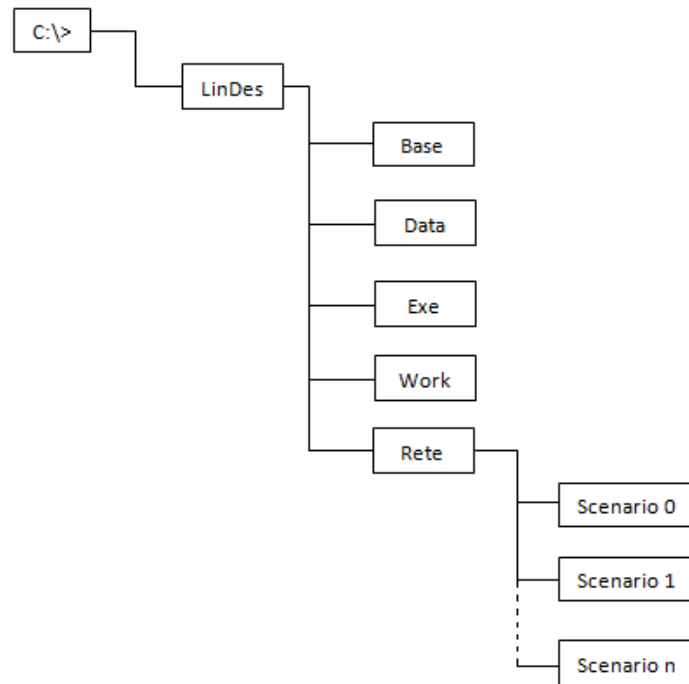 C:\>
LinDes
Base
Data
Exe
Work
Rete
Scenario 0
Scenario 1
Scenario n